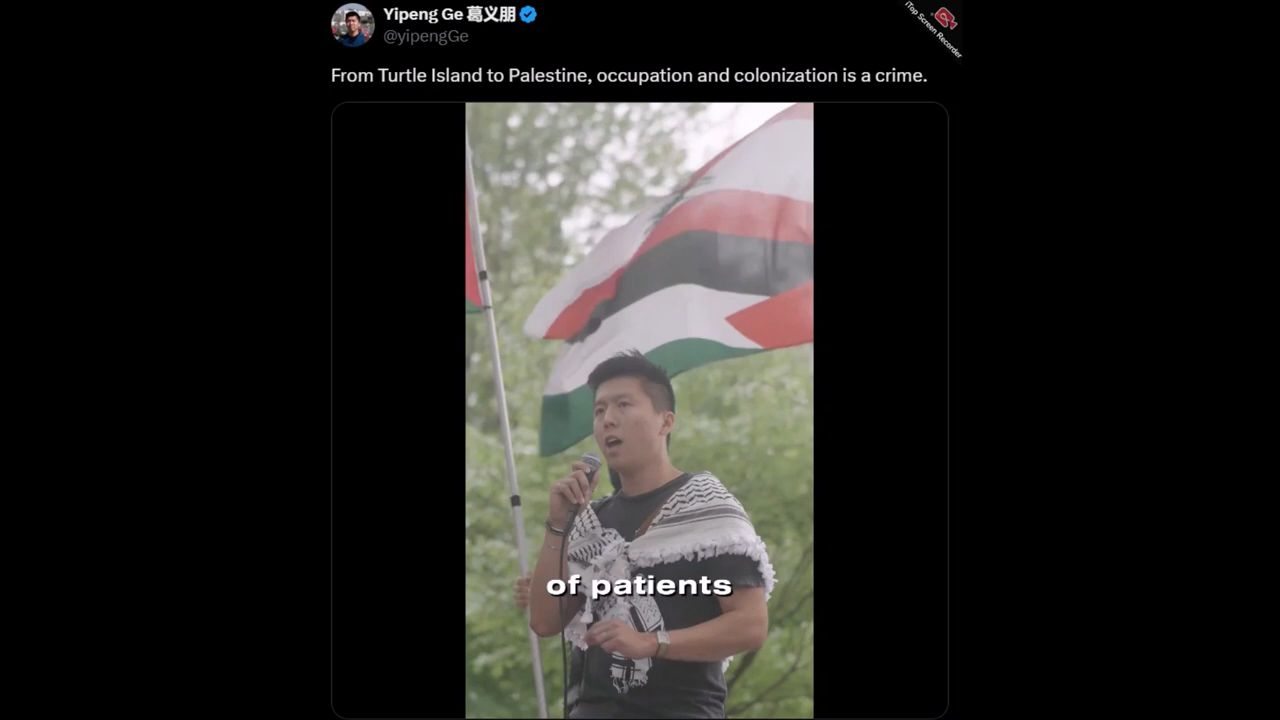 Yipeng Ge 葛义朋
@yipengGe
iTop Screen Recorder
From Turtle Island to Palestine, occupation and colonization is a crime.
of patients